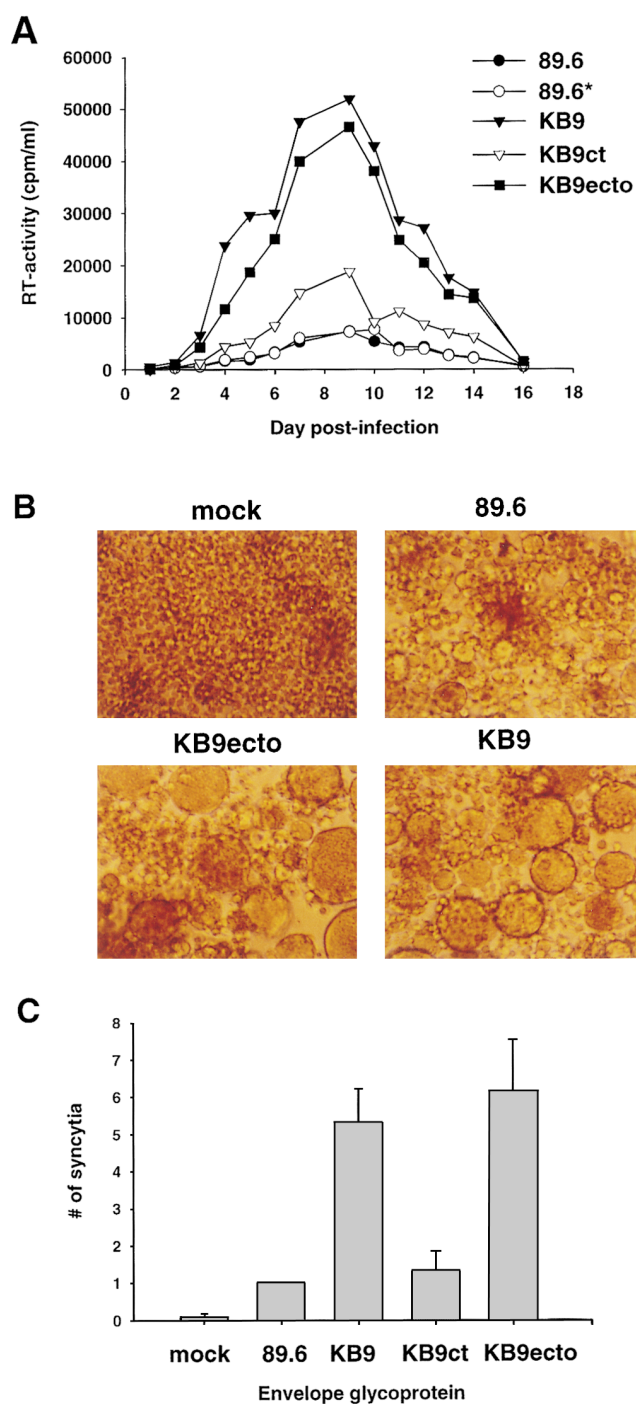 A
60000
50000
40000
30000
20000
10000
0
RT-activity (cpm/ml)
0 2 4 6 8 10 12 14 16 18
Day post-infection
89.6
89.6*
KB9
KB9ct
KB9ecto
B
mock
89.6
KB9ecto
KB9
C
8
7
6
5
4
3
2
1
0
# of syncytia
mock 89.6 KB9 KB9ct KB9ecto
Envelope glycoprotein